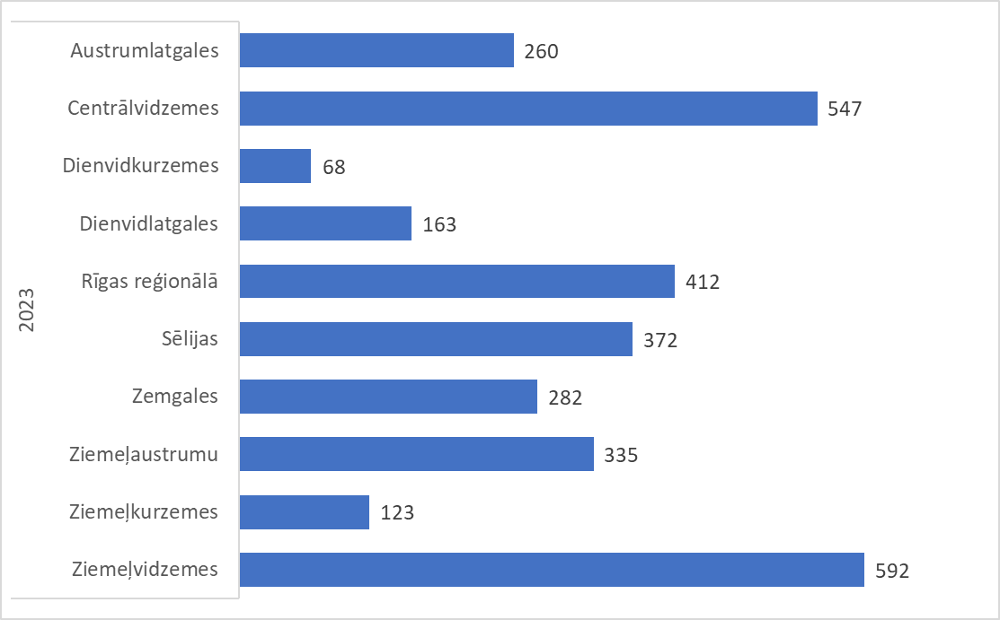 2023
Austrumlatgales 260
Centrālvidzemes 547
Dienvidkurzemes 68
Dienvidlatgales 163
Rīgas reģionālā 412
Sēlijas 372
Zemgales 282
Ziemeļaustrumu 335
Ziemeļkurzemes 123
Ziemeļvidzemes 592